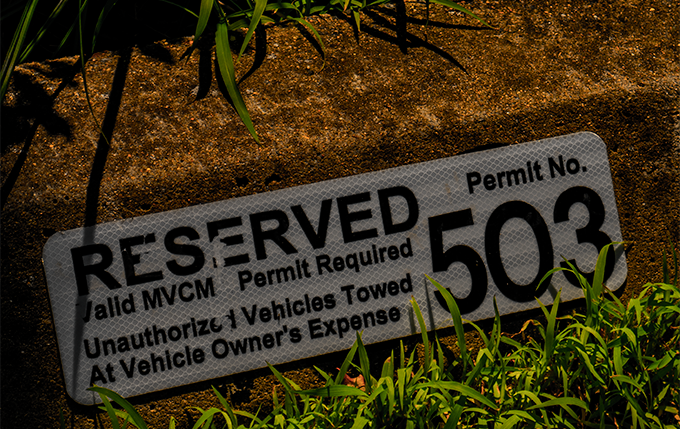 RESERVED
Valid MVCM Permit Required
Unauthorized Vehicles Towed
At Vehicle Owner's Expense
Permit No.
503